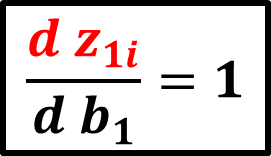 d z₁ᵢ
d b₁
= 1